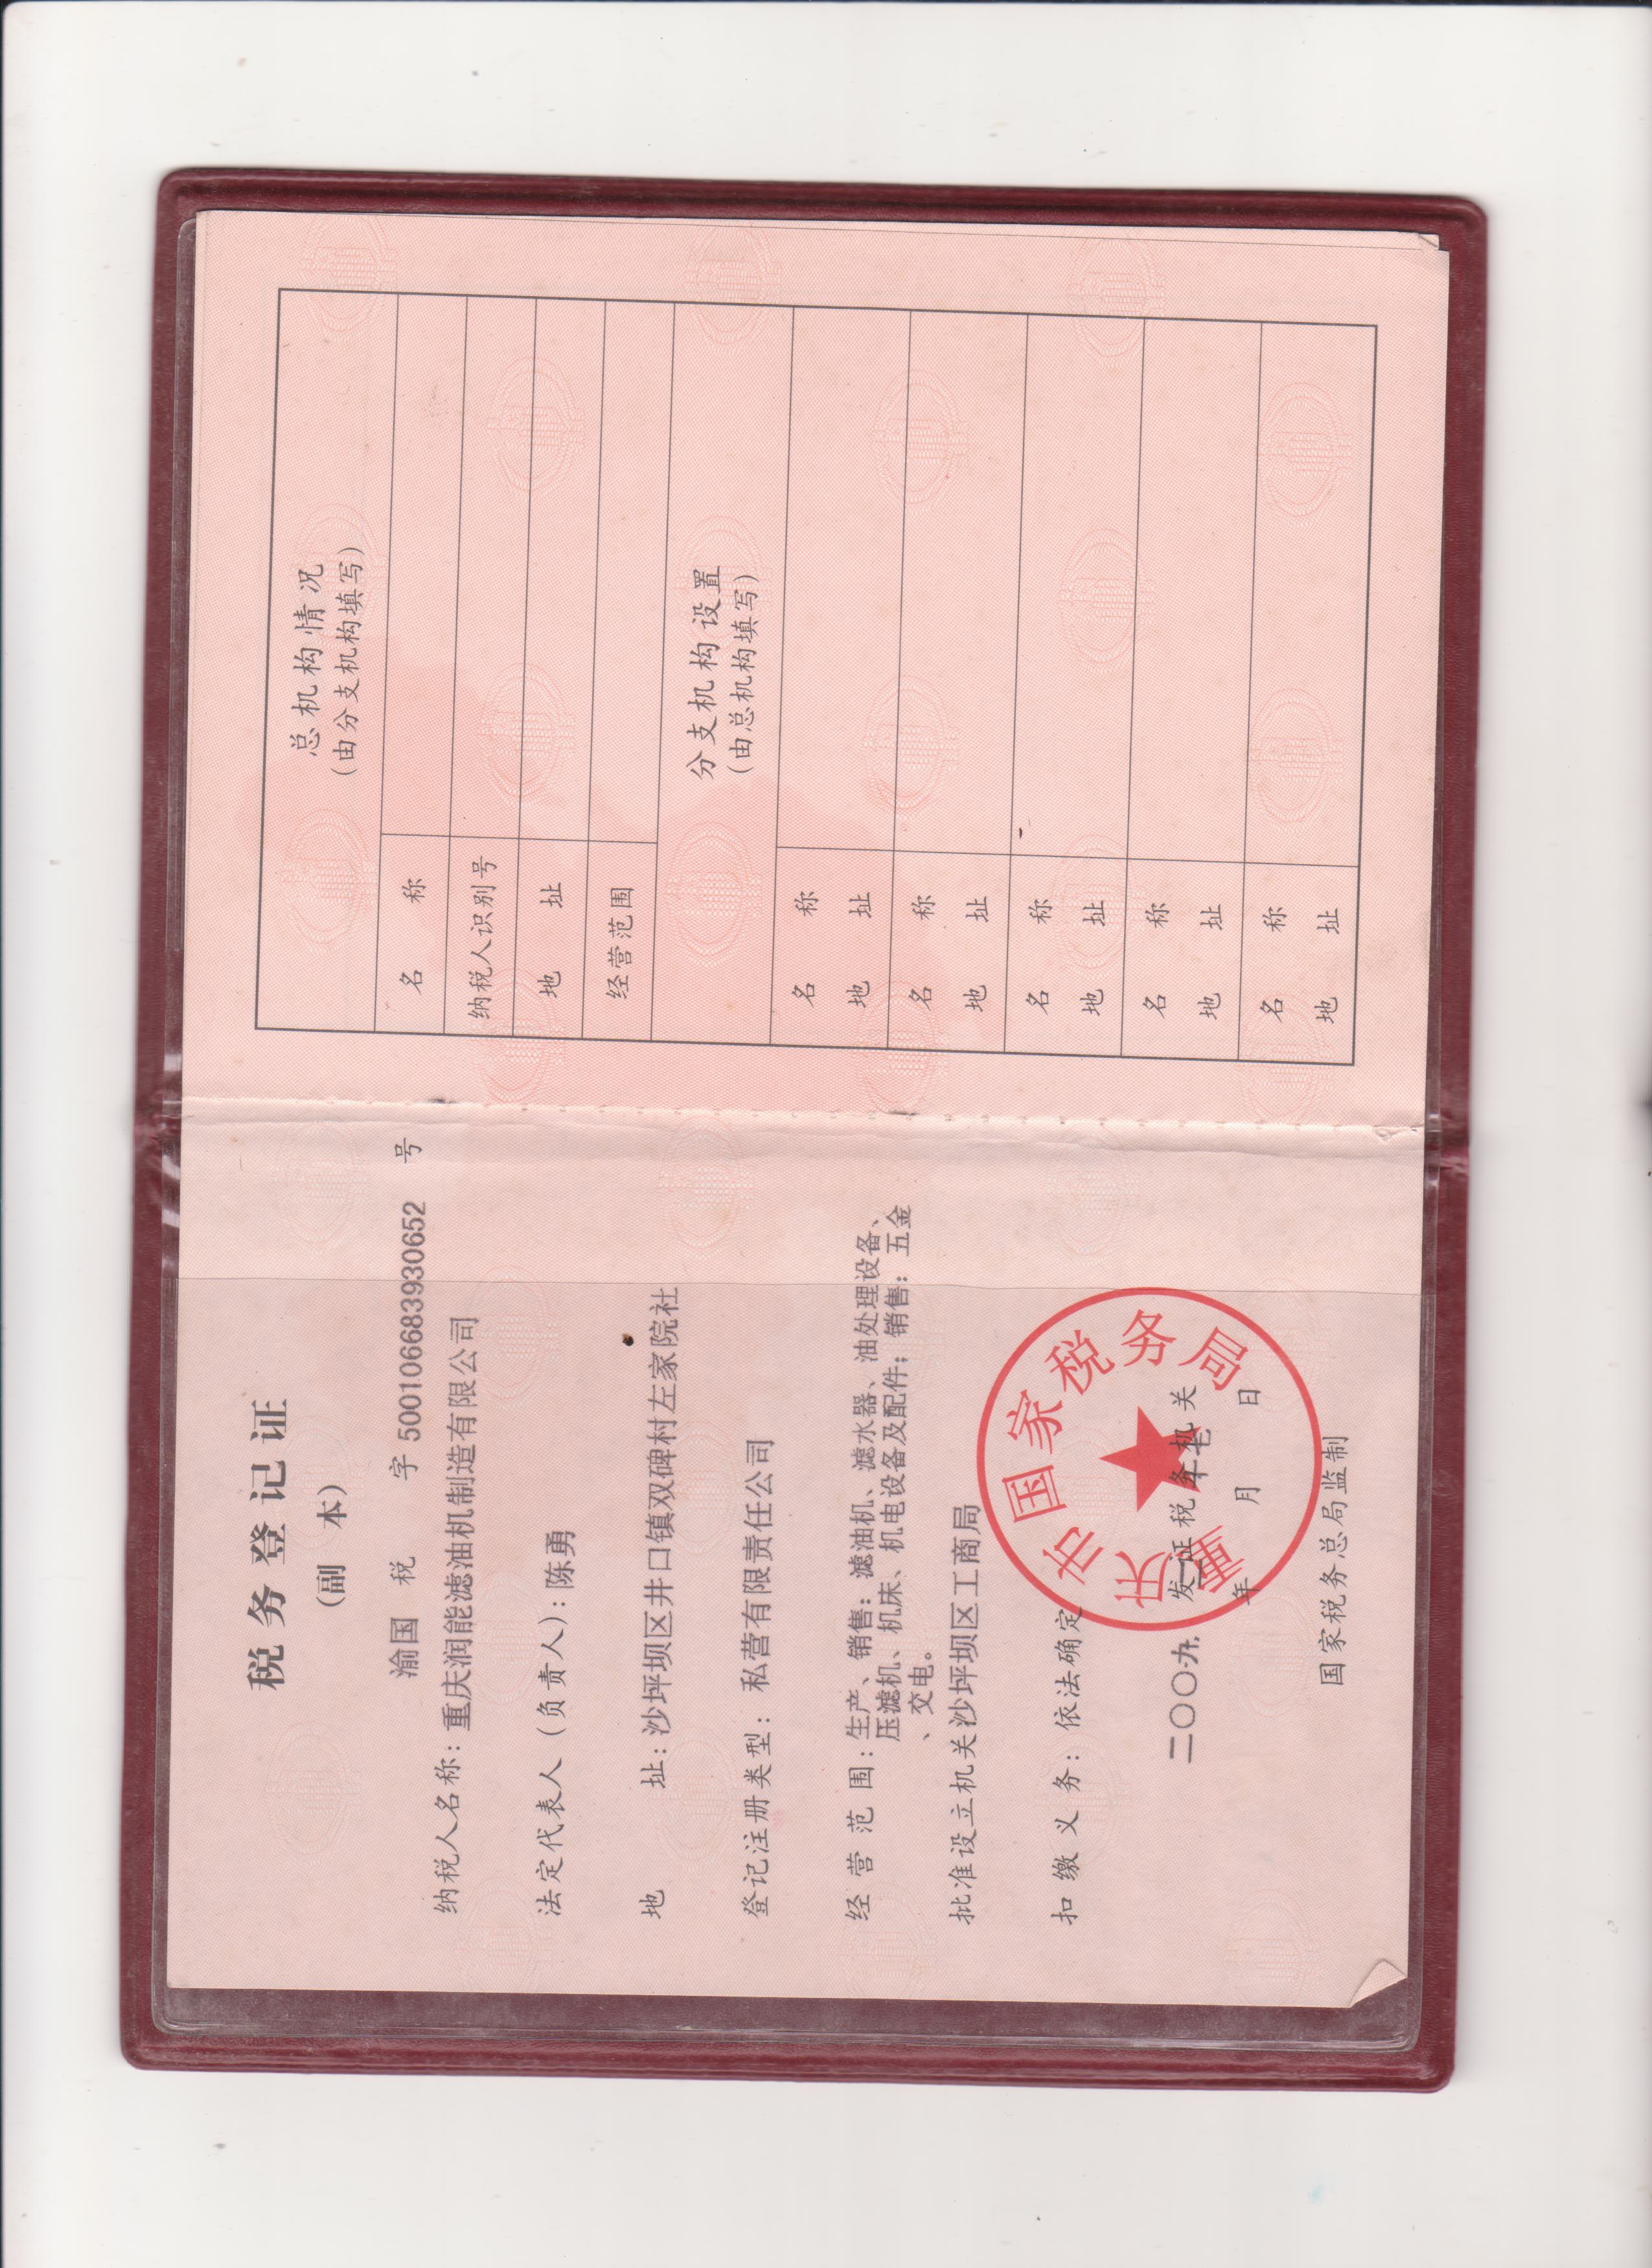 税务登记证
(副 本)
渝国 税 字 500106683930652 号
纳税人名称: 重庆润能滤油机制造有限公司
法定代表人(负责人): 陈勇
地 址: 沙坪坝区井口镇双碑村左家院社
登记注册类型: 私营有限责任公司
经营范围: 生产、销售: 滤油机、滤水器、油处理设备、
压滤机、机床、机电设备及配件; 销售: 五金
、交电。
批准设立机关 沙坪坝区工商局
扣缴义务: 依法确定
发证税务机关
二〇〇九
年 月 日
重庆市国家税务局
国家税务总局监制
总机构情况
(由分支机构填写)
名 称
纳税人识别号
地 址
经营范围
分支机构设置
(由总机构填写)
名 称
地 址
名 称
地 址
名 称
地 址
名 称
地 址
名 称
地 址